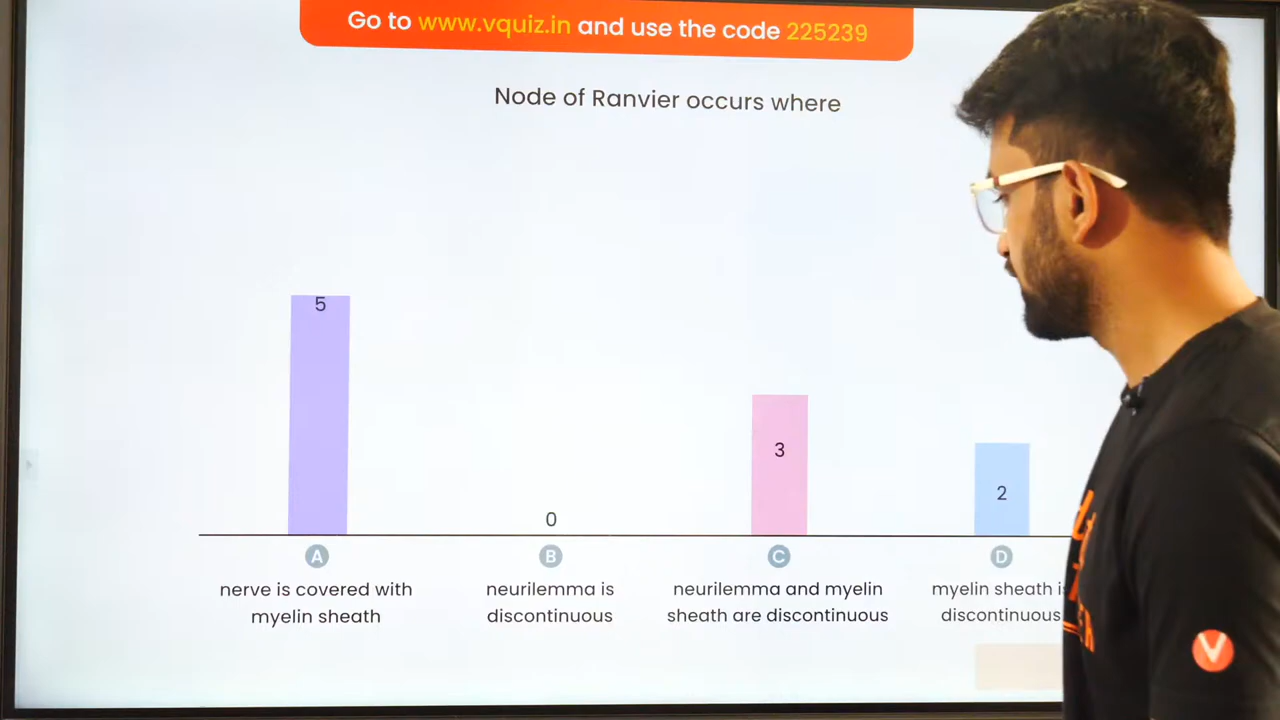 Go to www.vquiz.in and use the code 225239
Node of Ranvier occurs where
5
0
3
2
A
B
C
D
nerve is covered with
myelin sheath
neurilemma is
discontinuous
neurilemma and myelin
sheath are discontinuous
myelin sheath
discontinuous
V